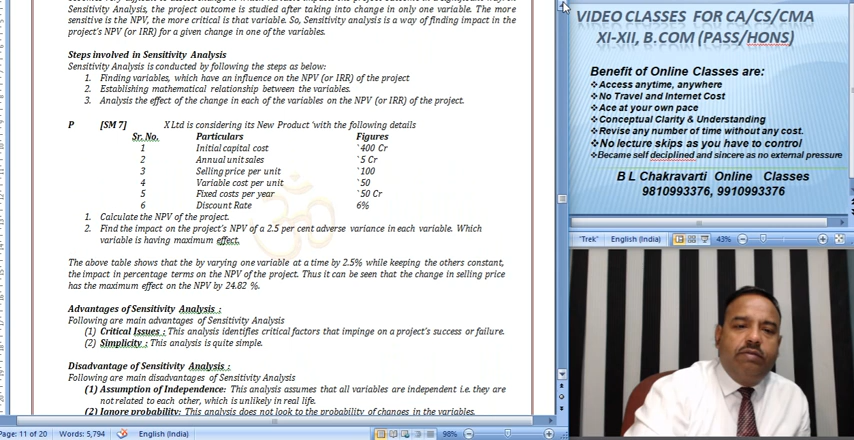 Sensitivity Analysis, the project outcome is studied after taking into change in only one variable. The more
sensitive is the NPV, the more critical is that variable. So, Sensitivity analysis is a way of finding impact in the
project's NPV for a given change in one of the variables.
Steps involved in Sensitivity Analysis
Sensitivity Analysis is conducted by following the steps as below:
1. Finding variables, which have an influence on the NPV (or IRR) of the project
2. Establishing mathematical relationship between the variables.
3. Analysis the effect of the change in each of the variables on the NPV (or IRR) of the project.
P [SM 7] X Ltd is considering its New Product 'with the following details
Sr. No. Particulars Figures
1 Initial capital cost `400 Cr
2 Annual unit sales `5 Cr
3 Selling price per unit `100
4 Variable cost per unit `50
5 Fixed costs per year `50 Cr
6 Discount Rate 6%
1. Calculate the NPV of the project.
2. Find the impact on the project's NPV of a 2.5 per cent adverse variance in each variable. Which
variable is having maximum effect.
The above table shows that the by varying one variable at a time by 2.5% while keeping the others constant,
the impact in percentage terms on the NPV of the project. Thus it can be seen that the change in selling price
has the maximum effect on the NPV by 24.82 %.
Advantages of Sensitivity Analysis :
Following are main advantages of Sensitivity Analysis
(1) Critical Issues : This analysis identifies critical factors that impinge on a project's success or failure.
(2) Simplicity : This analysis is quite simple.
Disadvantage of Sensitivity Analysis :
Following are main disadvantages of Sensitivity Analysis
(1) Assumption of Independence: This analysis assumes that all variables are independent i.e. they are
not related to each other, which is unlikely in real life.
(2) Ignore probability: This analysis does not look to the probability of changes in the variables.
Page: 11 of 20 Words: 5,794 English (India) 98%
VIDEO CLASSES FOR CA/CS/CMA
XI-XII, B.COM (PASS/HONS)
Benefit of Online Classes are:
❖Access anytime, anywhere
❖No Travel and Internet Cost
❖Ace at your own pace
❖Conceptual Clarity & Understanding
❖Revise any number of time without any cost.
❖No lecture skips as you have to control
❖Became self deciplined and sincere as no external pressure
B L Chakravarti Online Classes
9810993376, 9910993376
"Trek" English (India) 43%